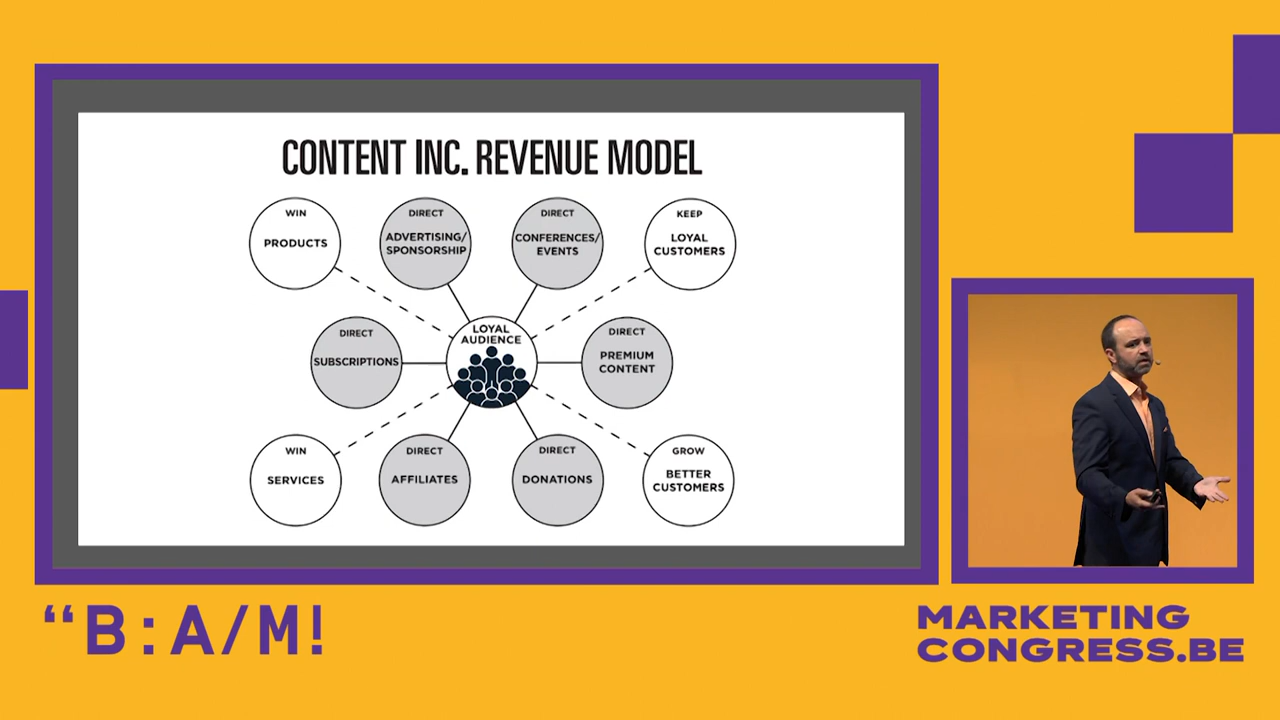 CONTENT INC. REVENUE MODEL
WIN
PRODUCTS
DIRECT
ADVERTISING/
SPONSORSHIP
DIRECT
CONFERENCES/
EVENTS
KEEP
LOYAL
CUSTOMERS
DIRECT
SUBSCRIPTIONS
LOYAL
AUDIENCE
DIRECT
PREMIUM
CONTENT
WIN
SERVICES
DIRECT
AFFILIATES
DIRECT
DONATIONS
GROW
BETTER
CUSTOMERS
“B:A/M!
MARKETING
CONGRESS.BE